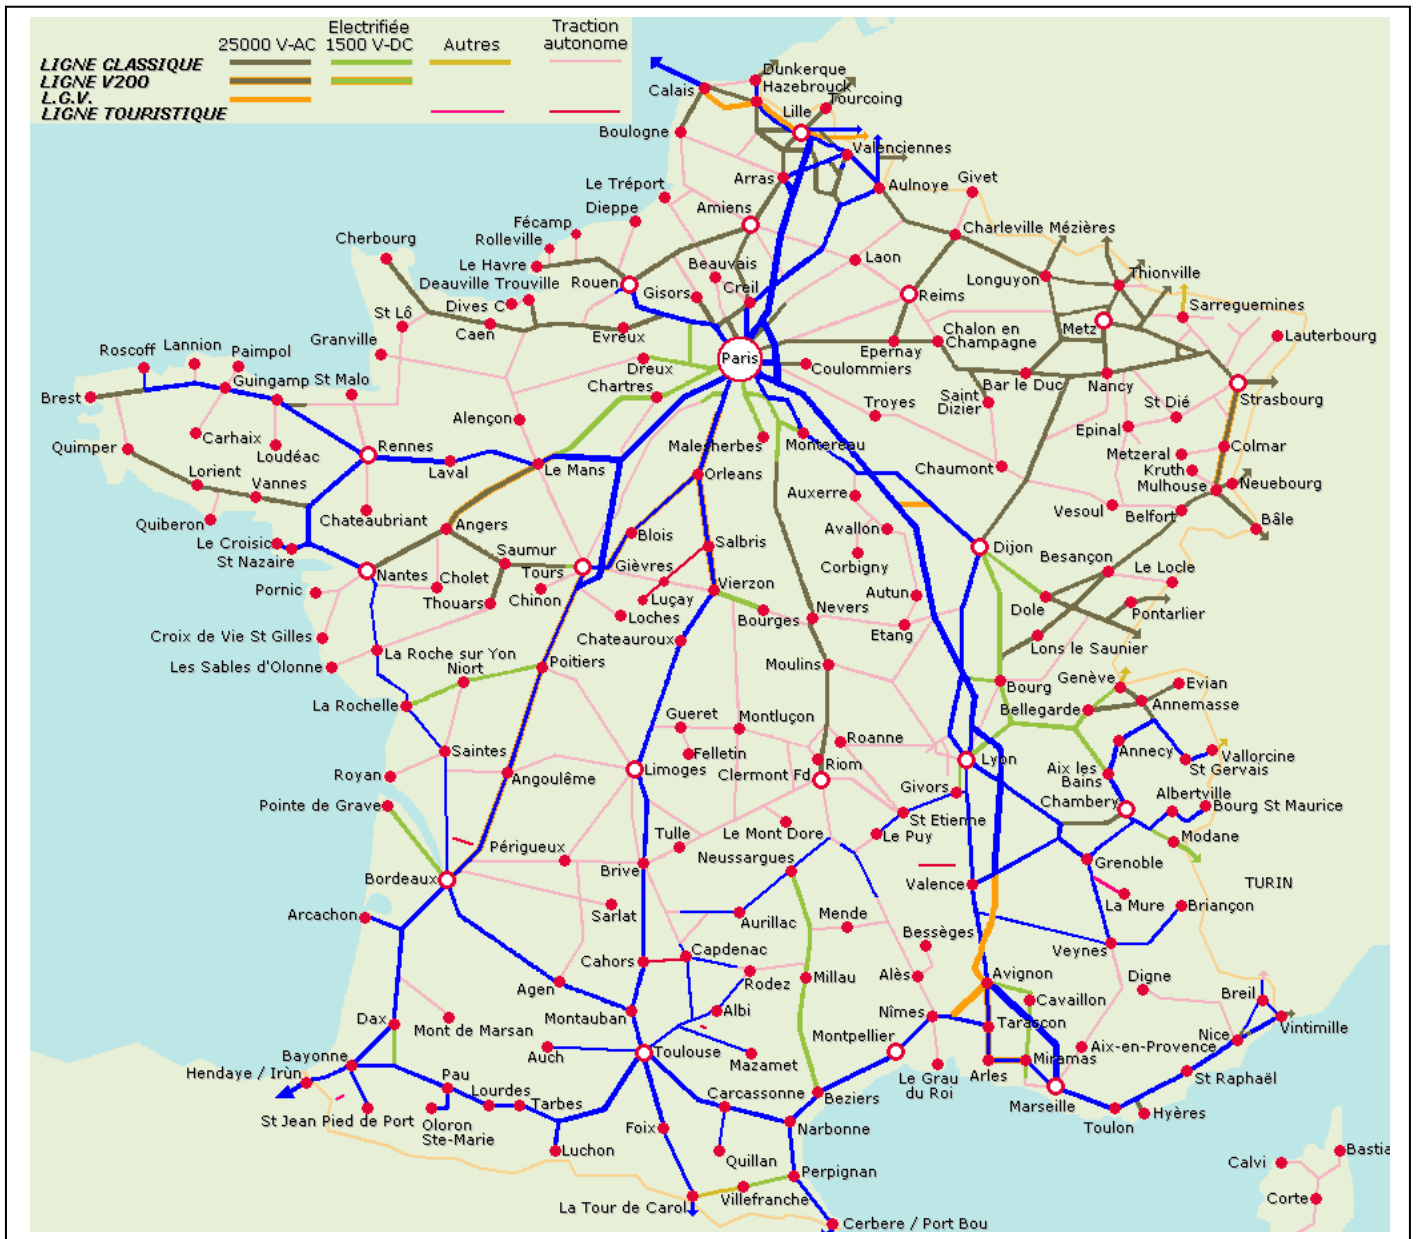 Electrifiée
Traction
25000 V-AC 1500 V-DC Autres autonome
LIGNE CLASSIQUE
LIGNE V200
L.G.V.
LIGNE TOURISTIQUE
Dunkerque
Calais
Hazebrouck
Tourcoing
Lille
Boulogne
Valenciennes
Arras
Aulnoye
Givet
Le Tréport
Dieppe
Amiens
Fécamp
Rolleville
Charleville Mézières
Cherbourg
Le Havre
Beauvais
Laon
Longuyon
Thionville
Deauville Trouville
Rouen
Gisors
Creil
Reims
Sarreguemines
Dives C
St Lô
Caen
Evreux
Metz
Lauterbourg
Granville
Paris
Epernay
Chalon en
Champagne
Roscoff
Lannion
Paimpol
Dreux
Coulommiers
Bar le Duc
Nancy
Guingamp
St Malo
Chartres
Saint
Dizier
Strasbourg
Brest
Troyes
St Dié
Alençon
Epinal
Carhaix
Malesherbes
Montereau
Quimper
Loudéac
Rennes
Laval
Le Mans
Metzeral
Colmar
Lorient
Orleans
Chaumont
Kruth
Mulhouse
Neuebourg
Vannes
Auxerre
Vesoul
Belfort
Quiberon
Chateaubriant
Angers
Blois
Avallon
Bâle
Le Croisic
St Nazaire
Saumur
Salbris
Dijon
Besançon
Corbigny
Le Locle
Nantes
Cholet
Tours
Gièvres
Vierzon
Pornic
Thouars
Chinon
Luçay
Autun
Dole
Pontarlier
Loches
Bourges
Nevers
Etang
Croix de Vie St Gilles
Chateauroux
Lons le Saunier
La Roche sur Yon
Les Sables d'Olonne
Niort
Poitiers
Moulins
Genève
Evian
Bourg
La Rochelle
Bellegarde
Annemasse
Gueret
Montluçon
Saintes
Felletin
Roanne
Annecy
Vallorcine
Royan
Angoulême
Limoges
Clermont Fd
Riom
Lyon
Aix les
Bains
St Gervais
Pointe de Grave
Givors
Chambery
Albertville
Bourg St Maurice
St Etienne
Le Mont Dore
Le Puy
Modane
Périgueux
Tulle
Neussargues
Grenoble
Bordeaux
Brive
Valence
TURIN
La Mure
Arcachon
Sarlat
Aurillac
Mende
Briançon
Bessèges
Veynes
Cahors
Capdenac
Agen
Rodez
Millau
Alès
Avignon
Digne
Montauban
Albi
Cavaillon
Breil
Dax
Mont de Marsan
Nîmes
Tarascon
Nice
Vintimille
Montpellier
Auch
Toulouse
Mazamet
Aix-en-Provence
Bayonne
Miramas
Hendaye / Irùn
Pau
Lourdes
Le Grau
du Roi
Arles
St Raphaël
Tarbes
Carcassonne
Beziers
Marseille
St Jean Pied de Port
Oloron
Ste-Marie
Foix
Narbonne
Toulon
Hyères
Luchon
Quillan
Bastia
Calvi
Perpignan
Villefranche
Corte
La Tour de Carol
Cerbere / Port Bou